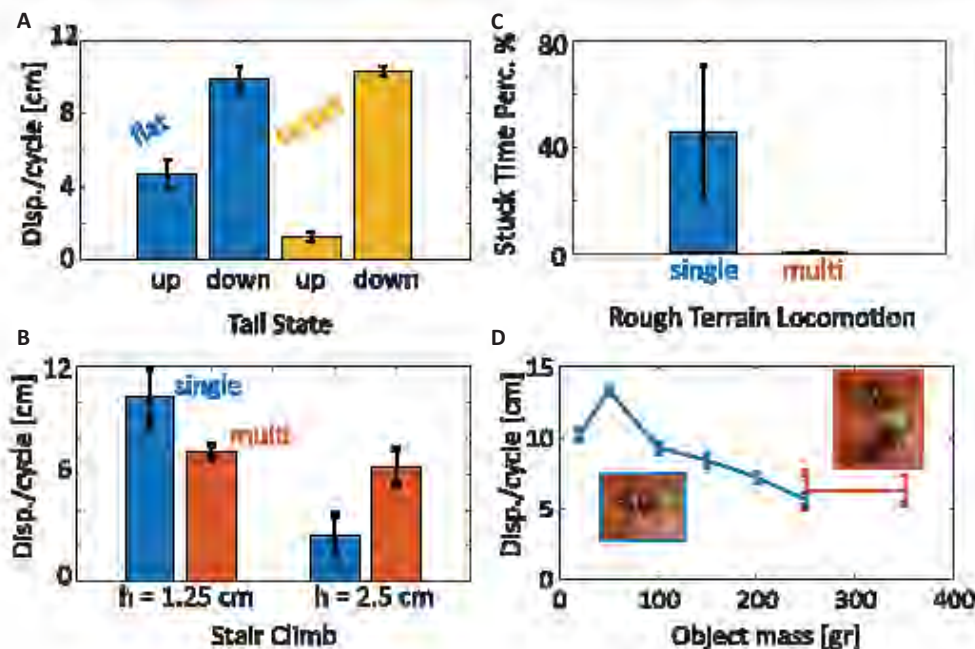 A
Disp./cycle [cm]
12
8
4
0
flat
up down up down
Tail State
B
Disp./cycle [cm]
12
6
0
single
multi
h = 1.25 cm h = 2.5 cm
Stair Climb
C
Stuck Time Perc. %
80
40
0
single multi
Rough Terrain Locomotion
D
Disp./cycle [cm]
15
10
5
0
0 100 200 300 400
Object mass [gr]